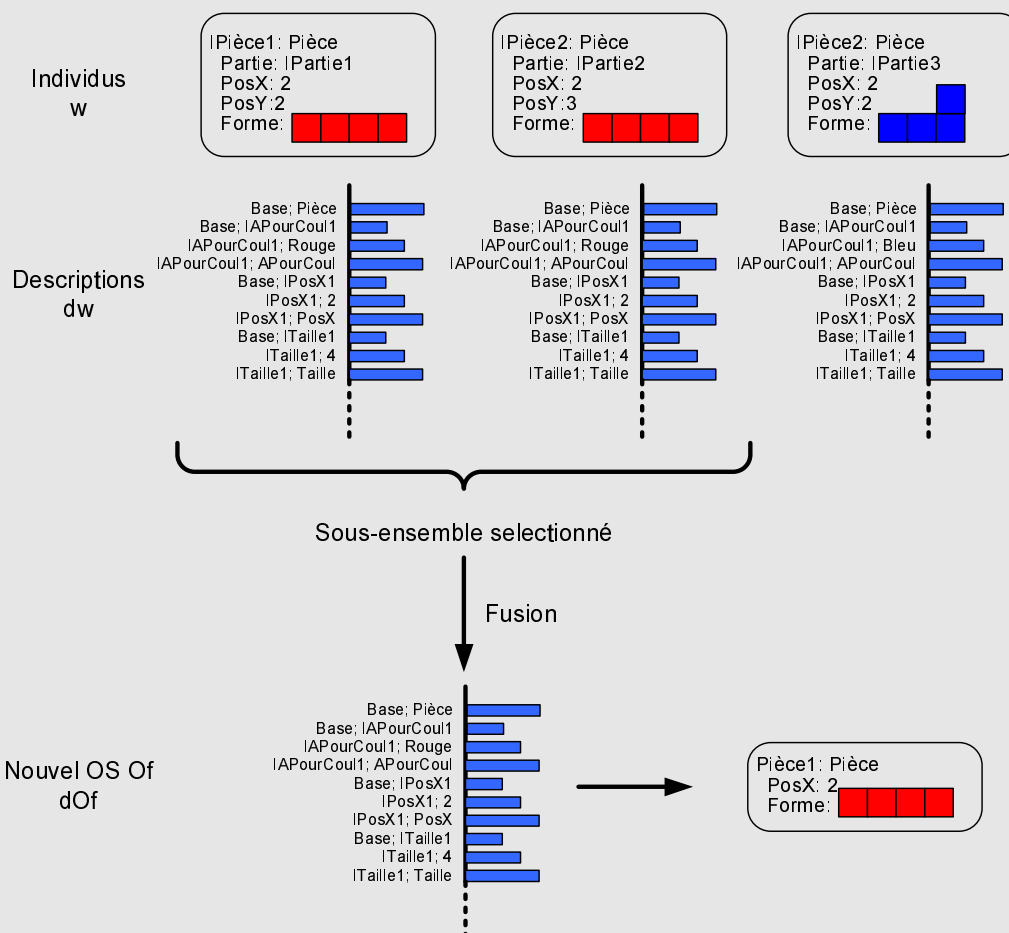 Individus
w
IPièce1: Pièce
Partie: IPartie1
PosX: 2
PosY:2
Forme:
IPièce2: Pièce
Partie: IPartie2
PosX: 2
PosY:3
Forme:
IPièce2: Pièce
Partie: IPartie3
PosX: 2
PosY:2
Forme:
Descriptions
dw
Base; Pièce
Base; IAPourCoul1
IAPourCoul1; Rouge
IAPourCoul1; APourCoul
Base; IPosX1
IPosX1; 2
IPosX1; PosX
Base; ITaille1
ITaille1; 4
ITaille1; Taille
Base; Pièce
Base; IAPourCoul1
IAPourCoul1; Rouge
IAPourCoul1; APourCoul
Base; IPosX1
IPosX1; 2
IPosX1; PosX
Base; ITaille1
ITaille1; 4
ITaille1; Taille
Base; Pièce
Base; IAPourCoul1
IAPourCoul1; Bleu
IAPourCoul1; APourCoul
Base; IPosX1
IPosX1; 2
IPosX1; PosX
Base; ITaille1
ITaille1; 4
ITaille1; Taille
Sous-ensemble selectionné
Fusion
Nouvel OS Of
dOf
Base; Pièce
Base; IAPourCoul1
IAPourCoul1; Rouge
IAPourCoul1; APourCoul
Base; IPosX1
IPosX1; 2
IPosX1; PosX
Base; ITaille1
ITaille1; 4
ITaille1; Taille
Pièce1: Pièce
PosX: 2
Forme: